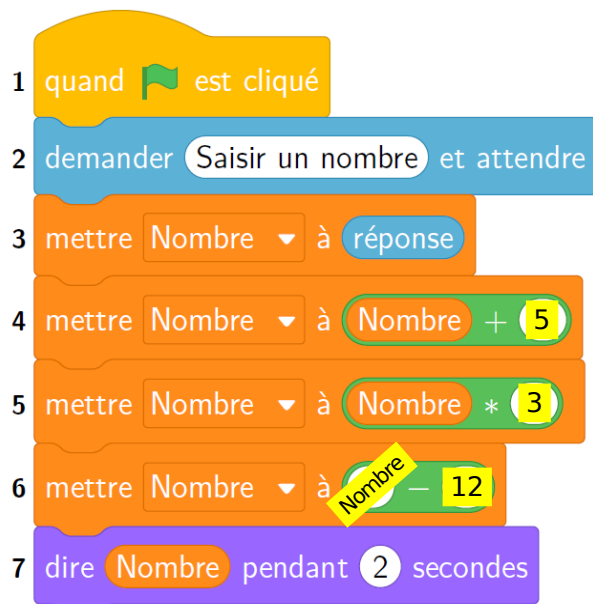 1 quand est cliqué
2 demander Saisir un nombre et attendre
3 mettre Nombre à réponse
4 mettre Nombre à Nombre + 5
5 mettre Nombre à Nombre * 3
6 mettre Nombre à Nombre − 12
7 dire Nombre pendant 2 secondes